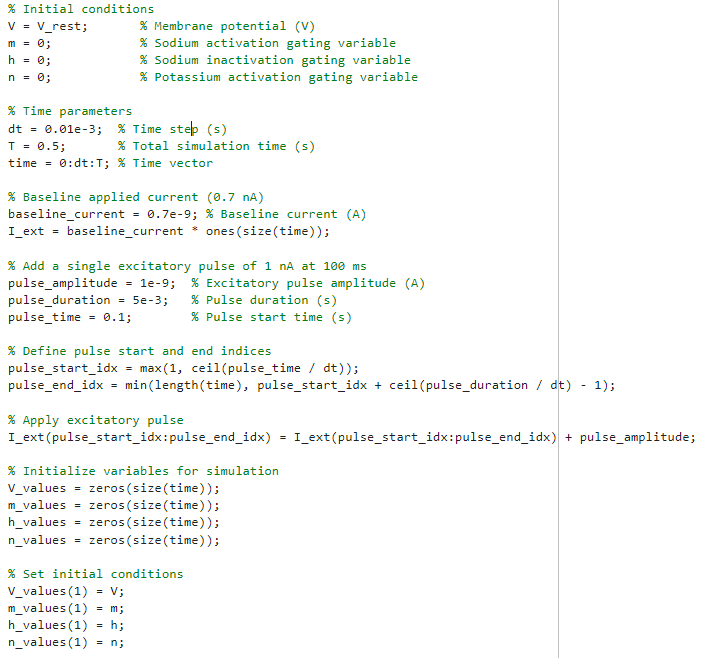 % Initial conditions
V = V_rest;       % Membrane potential (V)
m = 0;            % Sodium activation gating variable
h = 0;            % Sodium inactivation gating variable
n = 0;            % Potassium activation gating variable
% Time parameters
dt = 0.01e-3;  % Time step (s)
T = 0.5;       % Total simulation time (s)
time = 0:dt:T; % Time vector
% Baseline applied current (0.7 nA)
baseline_current = 0.7e-9; % Baseline current (A)
I_ext = baseline_current * ones(size(time));
% Add a single excitatory pulse of 1 nA at 100 ms
pulse_amplitude = 1e-9;  % Excitatory pulse amplitude (A)
pulse_duration = 5e-3;   % Pulse duration (s)
pulse_time = 0.1;        % Pulse start time (s)
% Define pulse start and end indices
pulse_start_idx = max(1, ceil(pulse_time / dt));
pulse_end_idx = min(length(time), pulse_start_idx + ceil(pulse_duration / dt) - 1);
% Apply excitatory pulse
I_ext(pulse_start_idx:pulse_end_idx) = I_ext(pulse_start_idx:pulse_end_idx) + pulse_amplitude;
% Initialize variables for simulation
V_values = zeros(size(time));
m_values = zeros(size(time));
h_values = zeros(size(time));
n_values = zeros(size(time));
% Set initial conditions
V_values(1) = V;
m_values(1) = m;
h_values(1) = h;
n_values(1) = n;